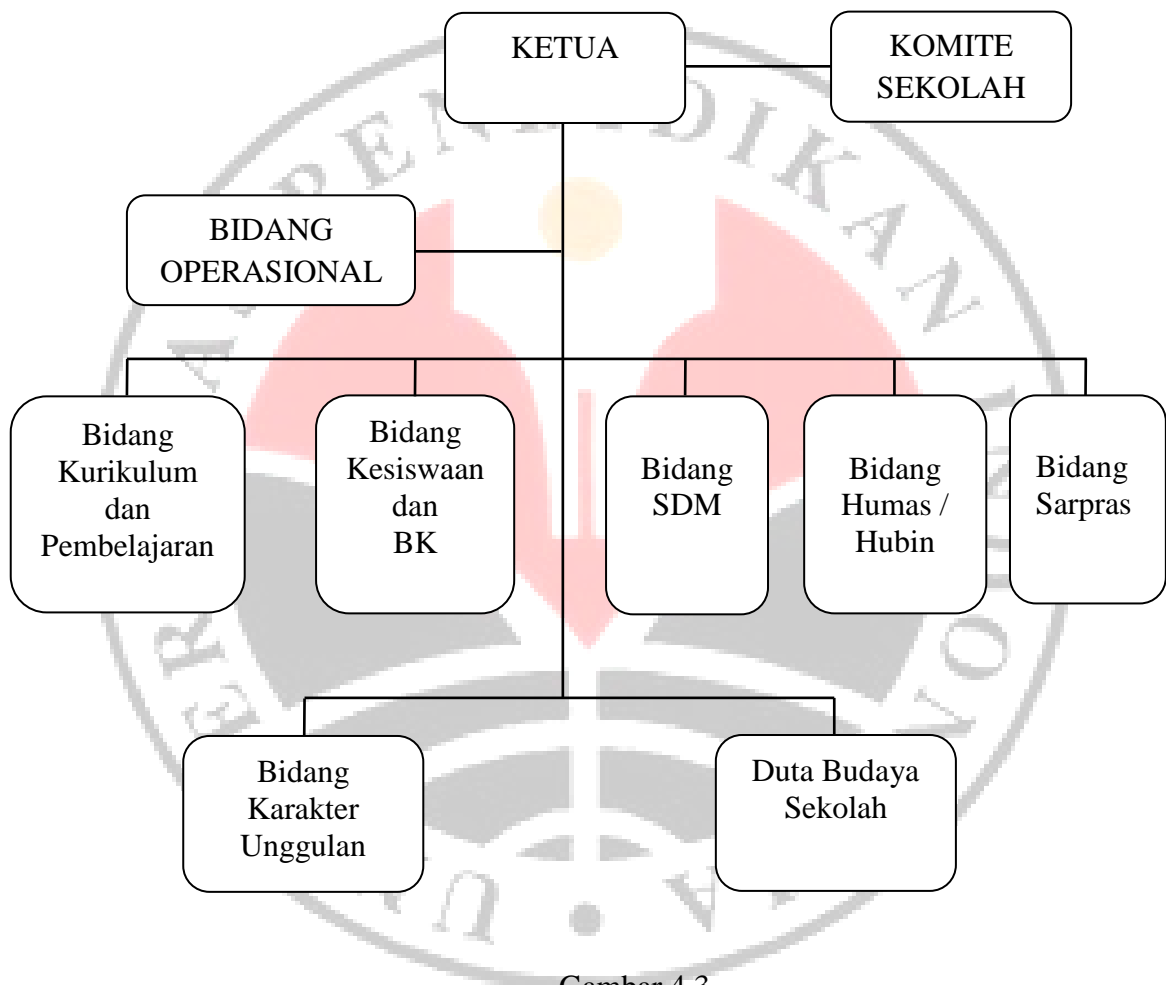 KETUA
KOMITE
SEKOLAH
BIDANG
OPERASIONAL
Bidang
Kurikulum
dan
Pembelajaran
Bidang
Kesiswaan
dan
BK
Bidang
SDM
Bidang
Humas /
Hubin
Bidang
Sarpras
Bidang
Karakter
Unggulan
Duta Budaya
Sekolah
Gambar 4.3